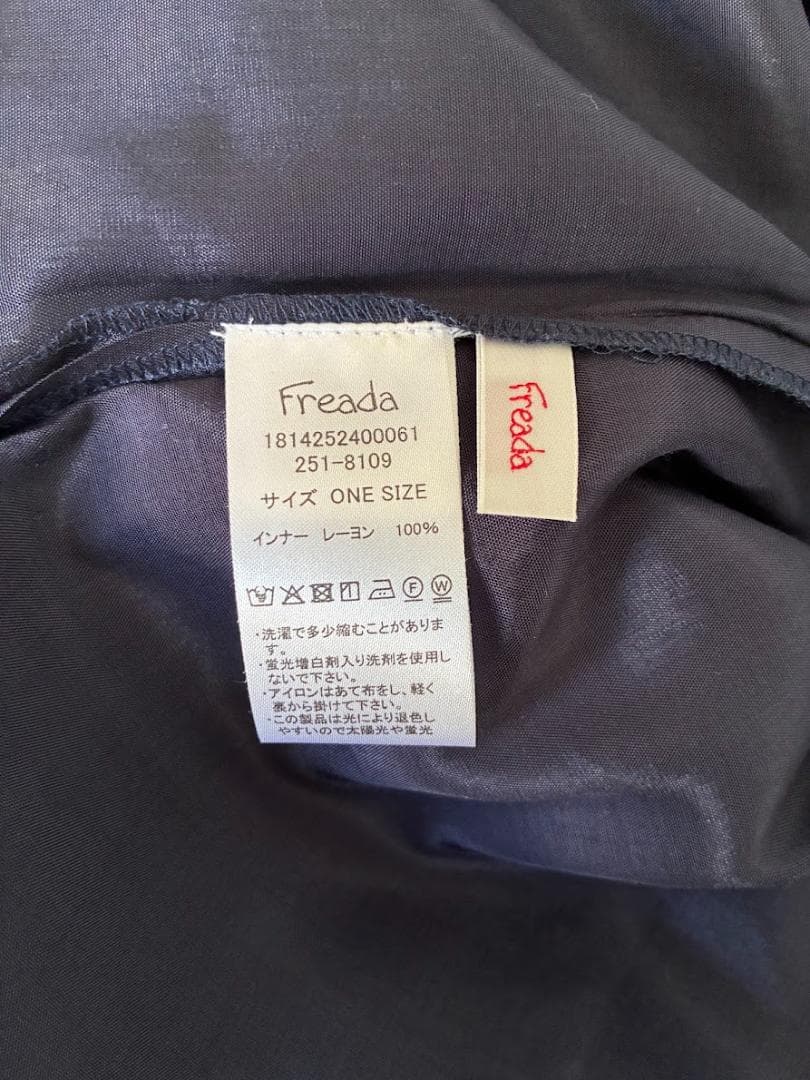 Freada
1814252400061
251-8109
サイズ ONE SIZE
インナー レーヨン 100%
F W
・洗濯で多少縮むことがありま
す。
・蛍光増白剤入り洗剤を使用し
ないで下さい。
・アイロンはあて布をし、軽く
裏から掛けて下さい。
・この製品は光により退色し
やすいので太陽光や蛍光
Freada